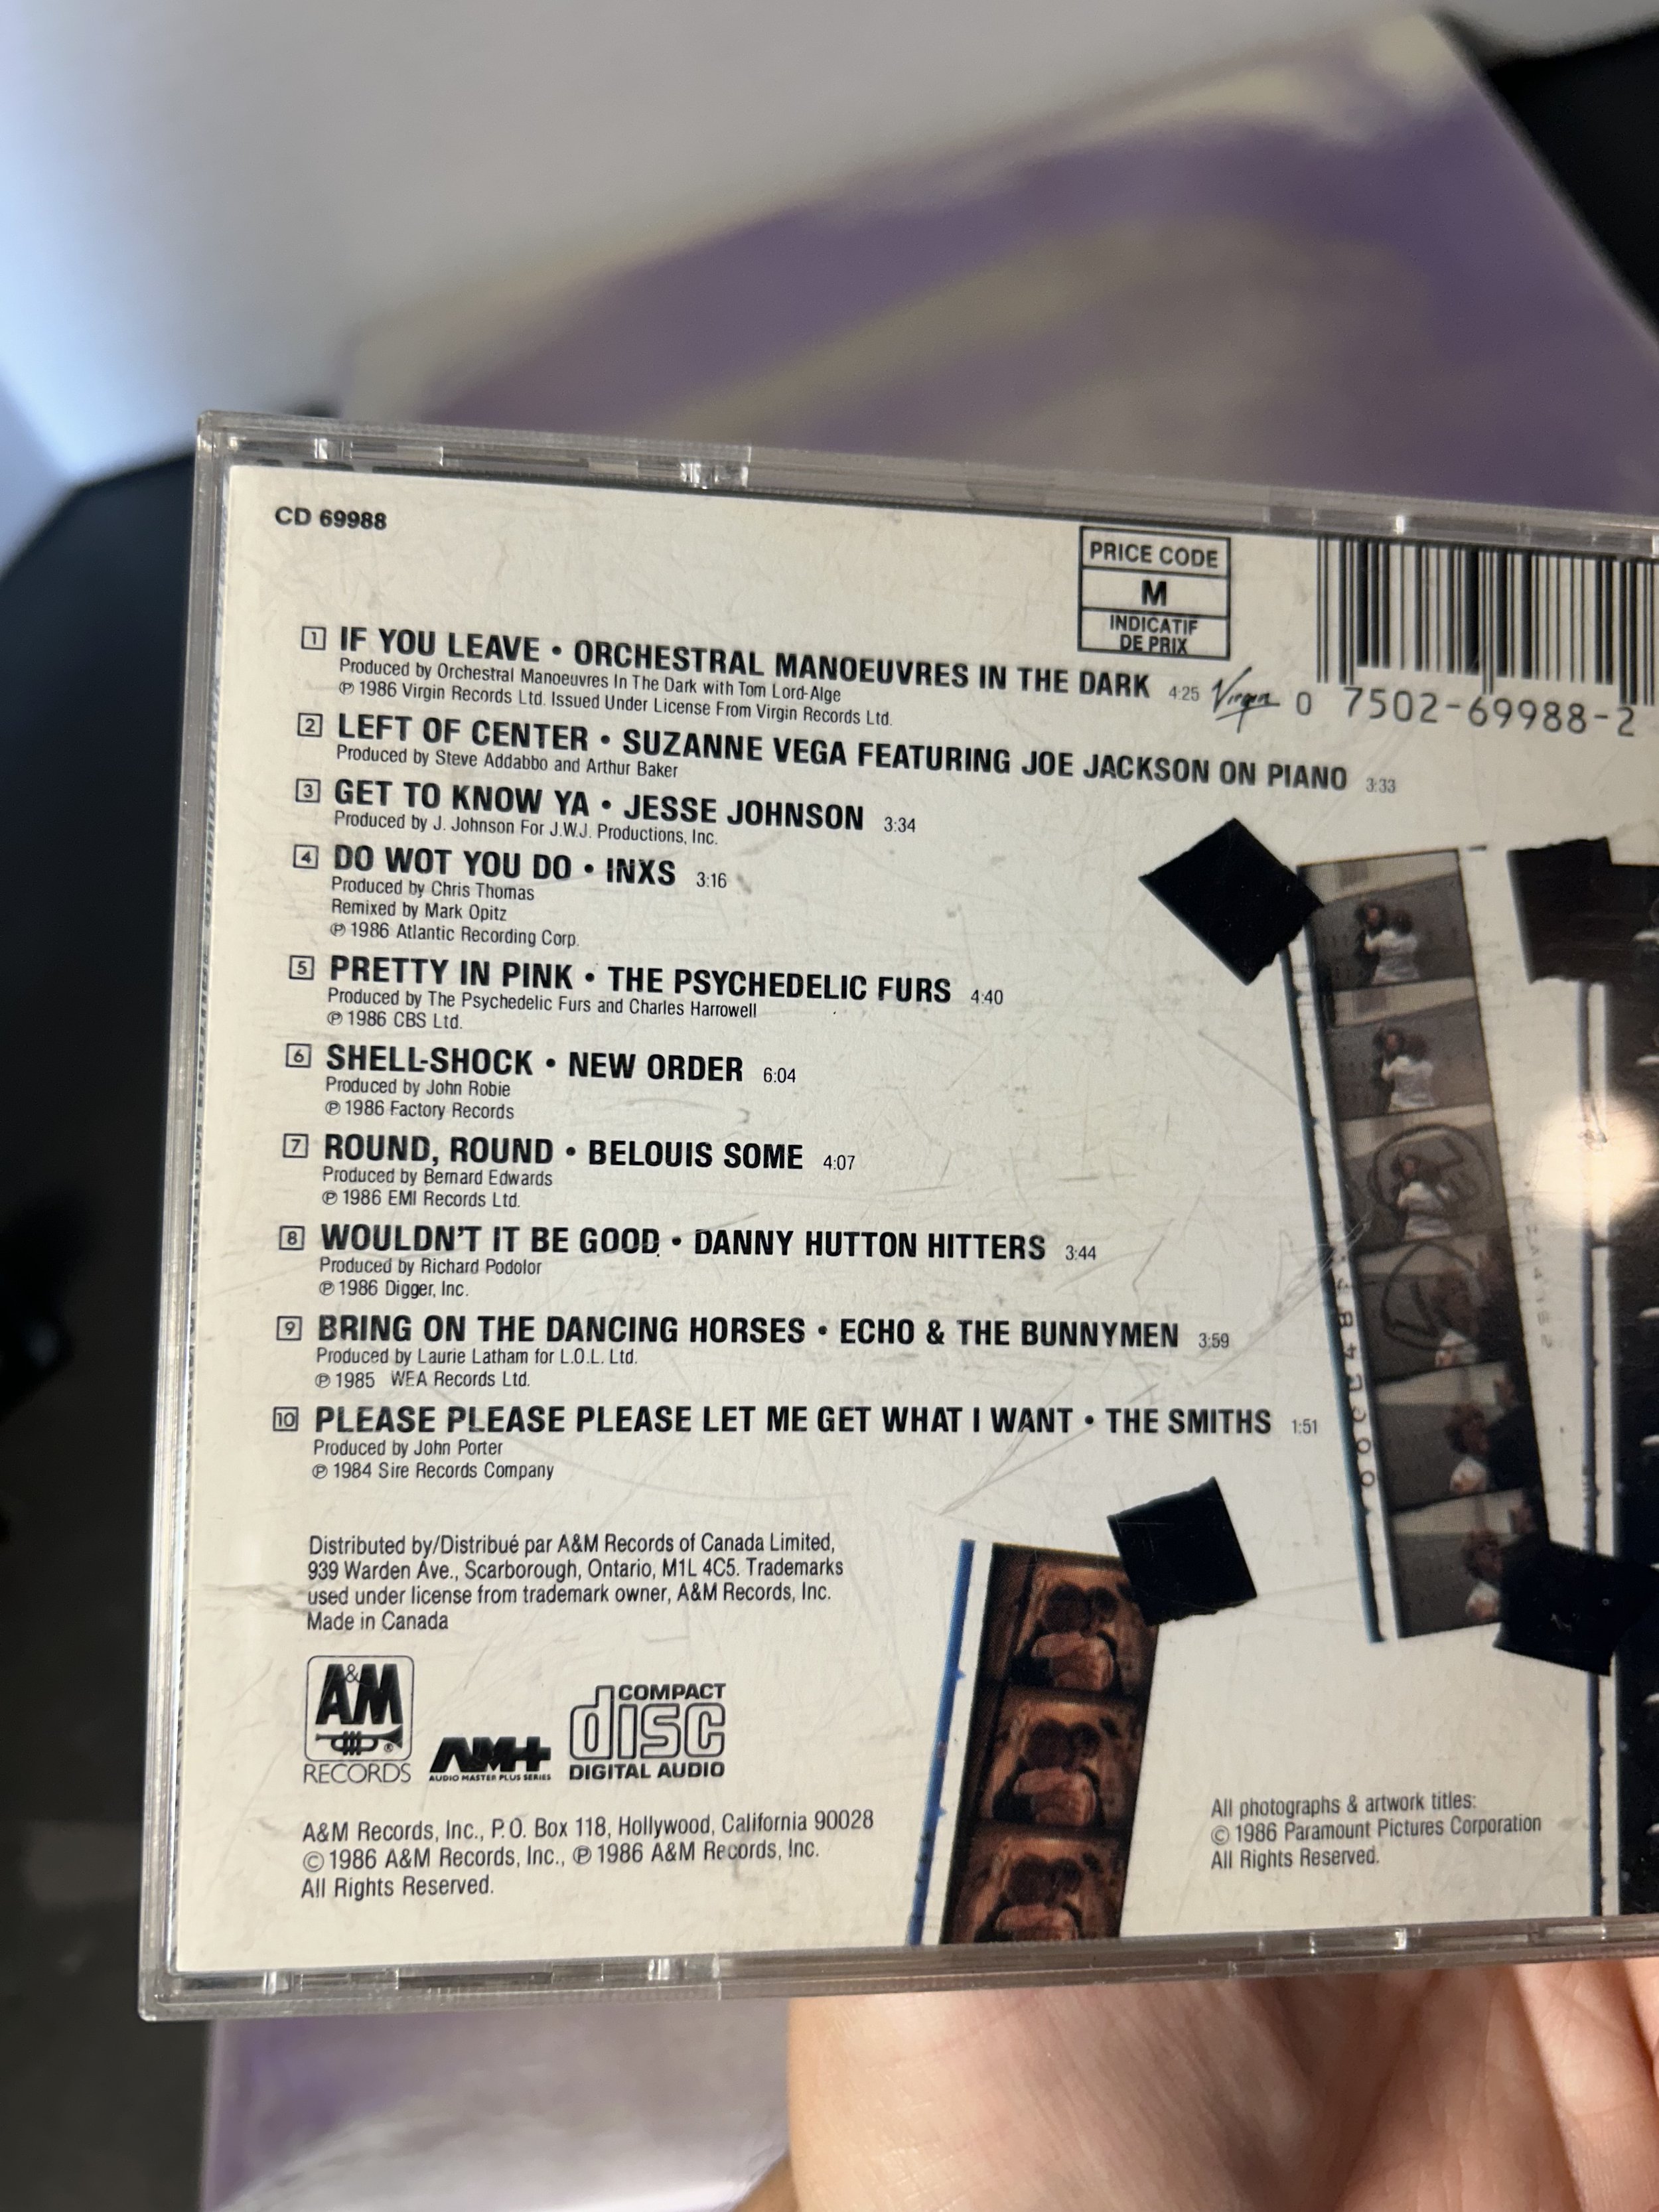 CD 69988
PRICE CODE
M
INDICATIF
DE PRIX
0 7502-69988-2
1 IF YOU LEAVE • ORCHESTRAL MANOEUVRES IN THE DARK 4:25 Virgin
Produced by Orchestral Manoeuvres In The Dark with Tom Lord-Alge
℗ 1986 Virgin Records Ltd. Issued Under License From Virgin Records Ltd.
2 LEFT OF CENTER • SUZANNE VEGA FEATURING JOE JACKSON ON PIANO 3:33
Produced by Steve Addabbo and Arthur Baker
3 GET TO KNOW YA • JESSE JOHNSON 3:34
Produced by J. Johnson For J.W.J. Productions, Inc.
4 DO WOT YOU DO • INXS 3:16
Produced by Chris Thomas
Remixed by Mark Opitz
℗ 1986 Atlantic Recording Corp.
5 PRETTY IN PINK • THE PSYCHEDELIC FURS 4:40
Produced by The Psychedelic Furs and Charles Harrowell
℗ 1986 CBS Ltd.
6 SHELL-SHOCK • NEW ORDER 6:04
Produced by John Robie
℗ 1986 Factory Records
7 ROUND, ROUND • BELOUIS SOME 4:07
Produced by Bernard Edwards
℗ 1986 EMI Records Ltd.
8 WOULDN'T IT BE GOOD • DANNY HUTTON HITTERS 3:44
Produced by Richard Podolor
℗ 1986 Digger, Inc.
9 BRING ON THE DANCING HORSES • ECHO & THE BUNNYMEN 3:59
Produced by Laurie Latham for L.O.L. Ltd.
℗ 1985 WEA Records Ltd.
10 PLEASE PLEASE PLEASE LET ME GET WHAT I WANT • THE SMITHS 1:51
Produced by John Porter
℗ 1984 Sire Records Company
Distributed by/Distribué par A&M Records of Canada Limited,
939 Warden Ave., Scarborough, Ontario, M1L 4C5. Trademarks
used under license from trademark owner, A&M Records, Inc.
Made in Canada
A&M
®
RECORDS
AM+
AUDIO MASTER PLUS SERIES
COMPACT
disc
DIGITAL AUDIO
A&M Records, Inc., P.O. Box 118, Hollywood, California 90028
© 1986 A&M Records, Inc., ℗ 1986 A&M Records, Inc.
All Rights Reserved.
All photographs & artwork titles:
© 1986 Paramount Pictures Corporation
All Rights Reserved.